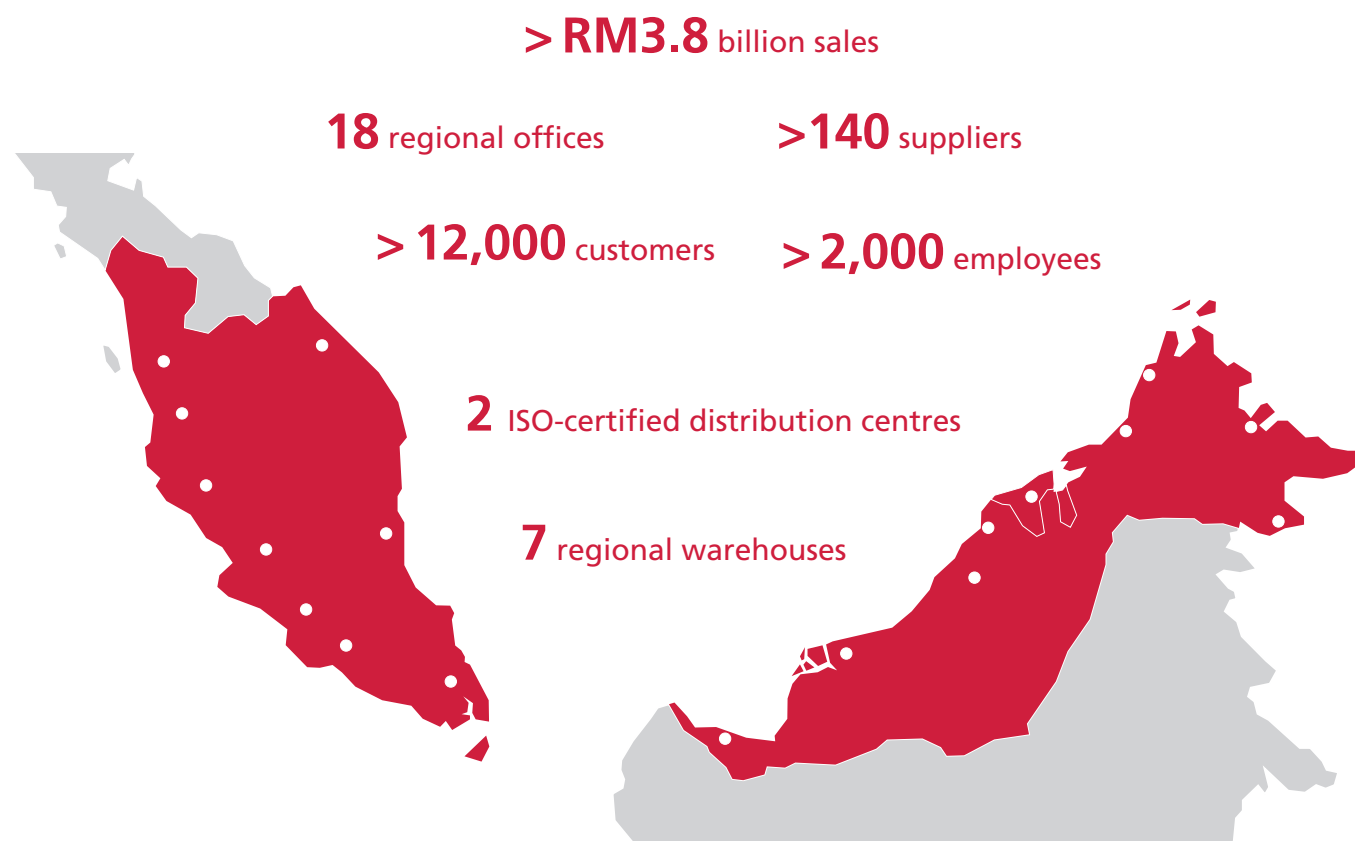 > RM3.8 billion sales
18 regional offices
>140 suppliers
> 12,000 customers
> 2,000 employees
2 ISO-certified distribution centres
7 regional warehouses